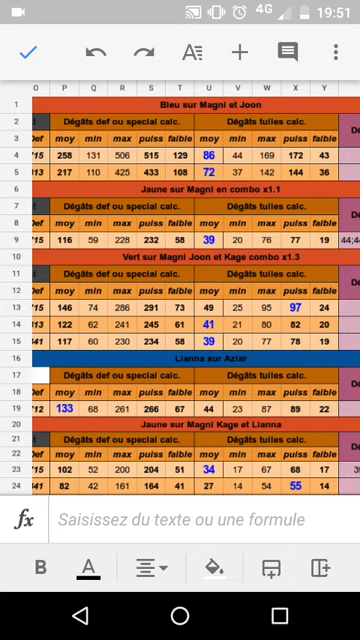 4G 19:51
O P Q R S T U V W X Y
1 Bleu sur Magni et Joon
2 Dégâts def ou special calc. Dégâts tuiles calc.
3 Def moy min max puiss faible moy min max puiss faible
4 '15 258 131 506 515 129 86 44 169 172 43
5 313 217 110 425 433 108 72 37 142 144 36
6 Jaune sur Magni en combo x1.1
7 Dégâts def ou special calc. Dégâts tuiles calc.
8 Def moy min max puiss faible moy min max puiss faible
9 '15 116 59 228 232 58 39 20 76 77 19 44;4
10 Vert sur Magni Joon et Kage combo x1.3
11 Dégâts def ou special calc. Dégâts tuiles calc.
12 Def moy min max puiss faible moy min max puiss faible
13 '15 146 74 286 291 73 49 25 95 97 24
14 313 122 62 241 245 61 41 21 80 82 20
15 341 117 60 230 234 58 39 20 77 78 19
16 Lianna sur Azlar
17 Dégâts def ou special calc. Dégâts tuiles calc.
18 Def moy min max puiss faible moy min max puiss faible
19 '12 133 68 261 266 67 44 23 87 89 22
20 Jaune sur Magni Kage et Lianna
21 Dégâts def ou special calc. Dégâts tuiles calc.
22 Def moy min max puiss faible moy min max puiss faible
23 '15 102 52 200 204 51 34 17 67 68 17
24 341 82 42 161 164 41 27 14 54 55 14
fx Saisissez du texte ou une formule
B A